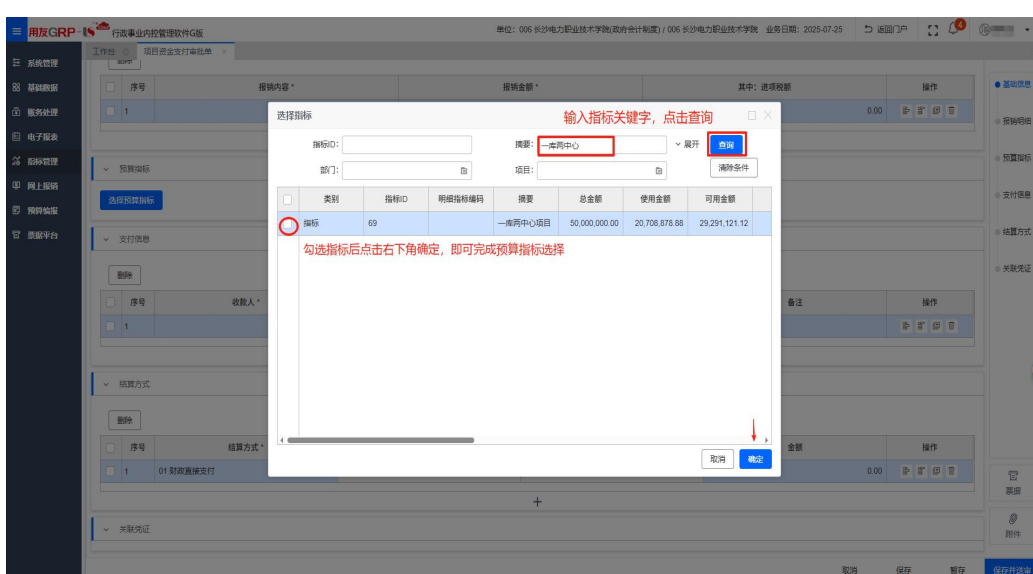 用友GRP-U8 行政事业内控管理软件G版 单位：006 长沙电力职业技术学院(政府会计制度) / 006 长沙电力职业技术学院 业务日期：2025-07-25 返回门户 4
工作台 项目资金支付审批单 ×
系统管理
基础数据
账务处理
电子报表
指标管理
网上报销
预算编报
票据平台
删除
序号 报销内容 * 报销金额 * 其中：进项税额 操作
1 0.00
预算指标
选择预算指标
支付信息
删除
序号 收款人 * 备注 操作
1
结算方式
删除
序号 结算方式 * 金额 操作
1 01 财政直接支付 0.00
+
关联凭证
选择指标 输入指标关键字，点击查询
指标ID： 摘要： 一库两中心 展开 查询
部门： 项目： 清除条件
类别 指标ID 明细指标编码 摘要 总金额 使用金额 可用金额
指标 69 一库两中心项目 50,000,000.00 20,708,878.88 29,291,121.12
勾选指标后点击右下角确定，即可完成预算指标选择
取消 确定
基础信息
报销明细
预算指标
支付信息
结算方式
关联凭证
票据
附件
取消 保存 暂存 保存并送审